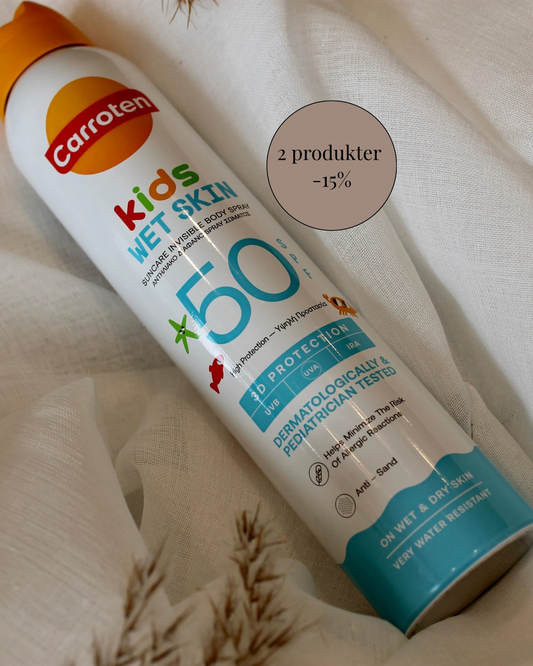 Carroten
kids
WET SKIN
SUNCARE INVISIBLE BODY SPRAY
ΑΝΤΗΛΙΑΚΟ ΔΙΑΦΑΝΟ SPRAY ΣΩΜΑΤΟΣ
50
SPF
High Protection — Υψηλή Προστασία
3D PROTECTION
UVB UVA IRA
DERMATOLOGICALLY &
PEDIATRICIAN TESTED
Helps Minimize The Risk
Of Allergic Reactions
Anti – Sand
ON WET & DRY SKIN
VERY WATER RESISTANT
2 produkter
-15%